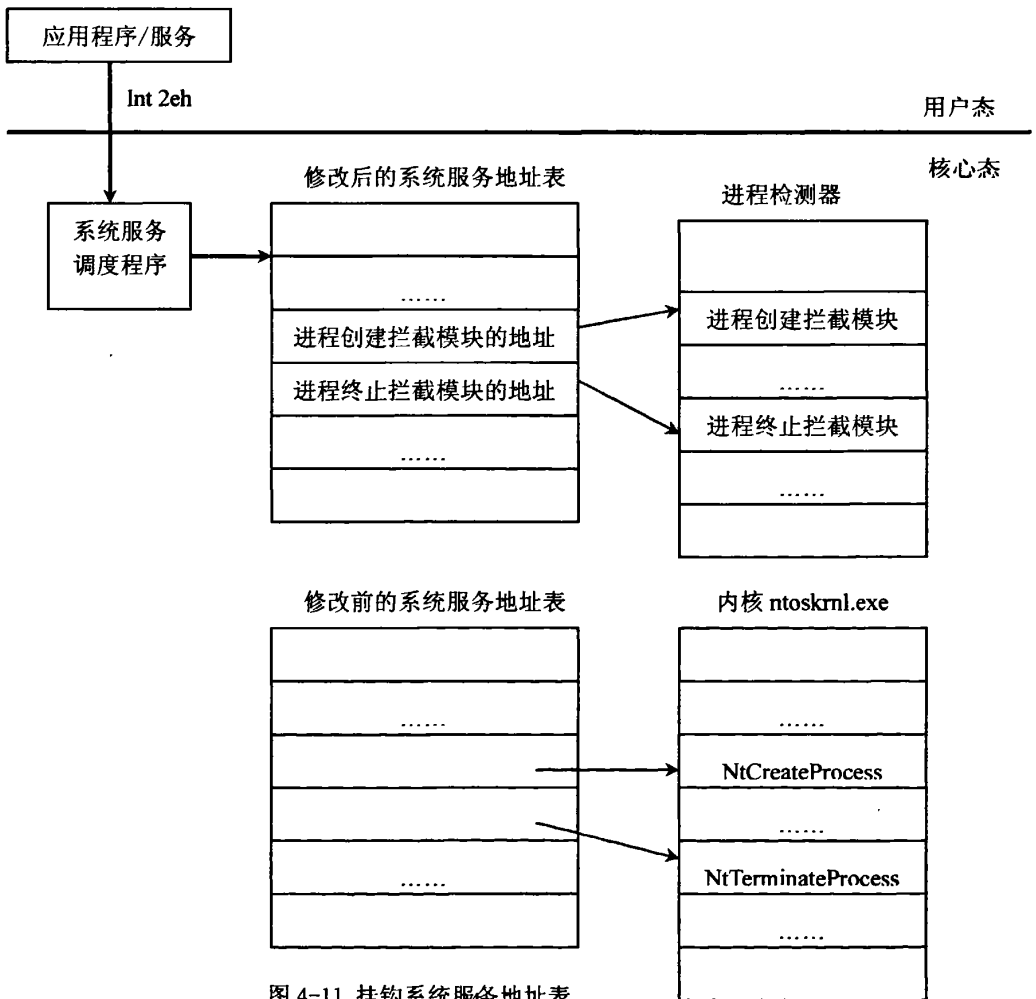 应用程序/服务
Int 2eh
用户态
核心态
修改后的系统服务地址表
进程检测器
系统服务
调度程序
……
进程创建拦截模块的地址
进程终止拦截模块的地址
……
进程创建拦截模块
……
进程终止拦截模块
……
修改前的系统服务地址表
内核 ntoskrnl.exe
……
……
……
NtCreateProcess
……
NtTerminateProcess
……
图 4-11 挂钩系统服务地址表